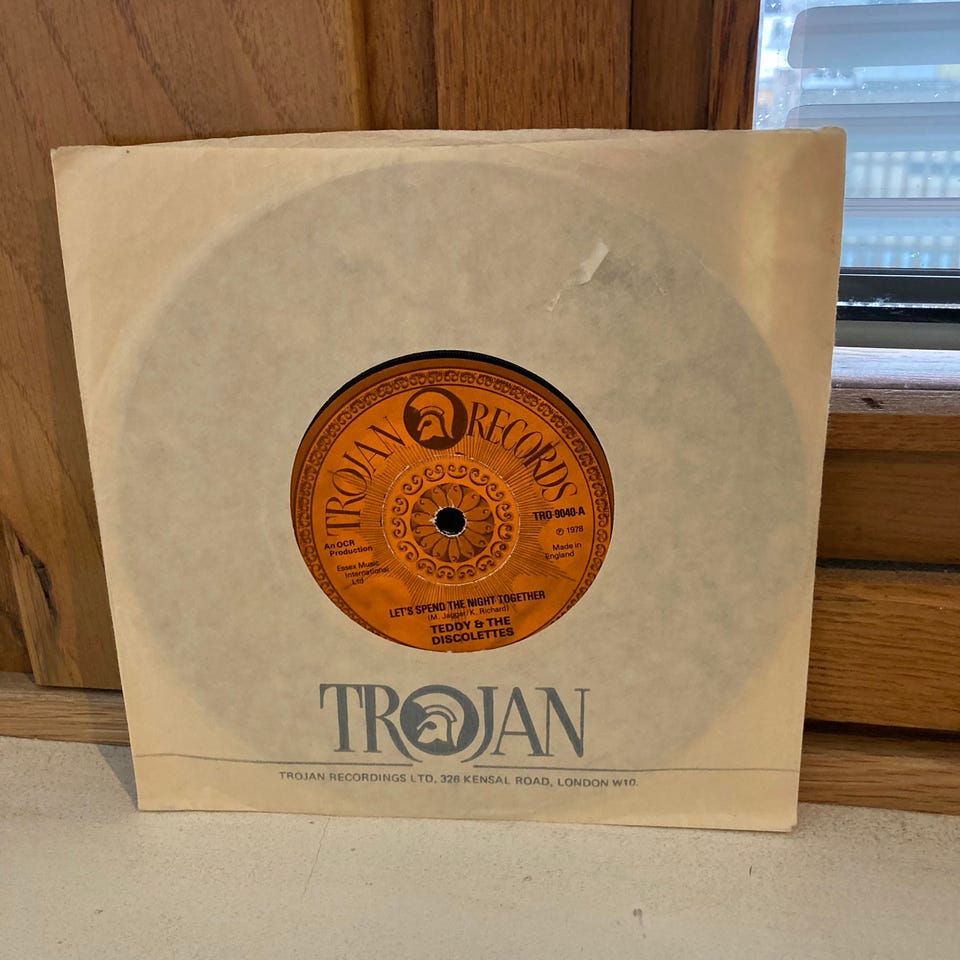 TROJAN RECORDS
TRO 9040-A
℗ 1978
Made in
England
An OCR
Production
Essex Music
International
Ltd
LET'S SPEND THE NIGHT TOGETHER
(M. Jagger/K. Richard)
TEDDY & THE
DISCOLETTES
TROJAN
TROJAN RECORDINGS LTD, 326 KENSAL ROAD, LONDON W10.